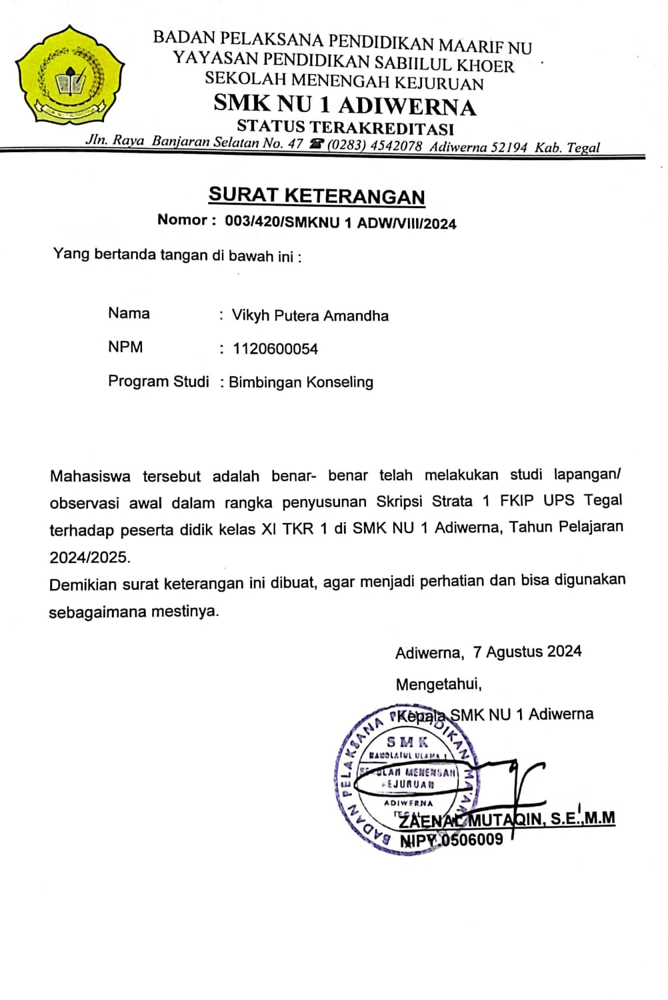 BADAN PELAKSANA PENDIDIKAN MAARIF NU
YAYASAN PENDIDIKAN SABIILUL KHOER
SEKOLAH MENENGAH KEJURUAN
SMK NU 1 ADIWERNA
STATUS TERAKREDITASI
Jln. Raya Banjaran Selatan No. 47 ☎ (0283) 4542078 Adiwerna 52194 Kab. Tegal
SURAT KETERANGAN
Nomor : 003/420/SMKNU 1 ADW/VIII/2024
Yang bertanda tangan di bawah ini :
Nama : Vikyh Putera Amandha
NPM : 1120600054
Program Studi : Bimbingan Konseling
Mahasiswa tersebut adalah benar- benar telah melakukan studi lapangan/
observasi awal dalam rangka penyusunan Skripsi Strata 1 FKIP UPS Tegal
terhadap peserta didik kelas XI TKR 1 di SMK NU 1 Adiwerna, Tahun Pelajaran
2024/2025.
Demikian surat keterangan ini dibuat, agar menjadi perhatian dan bisa digunakan
sebagaimana mestinya.
Adiwerna, 7 Agustus 2024
Mengetahui,
Kepala SMK NU 1 Adiwerna
BADAN PELAKSANA PENDIDIKAN
SMK
ULAMA
MENENGAH
KEJURUAN
ADIWERNA
TEGAL
ZAENAL MUTAQIN, S.E.,M.M
NIPY.0506009